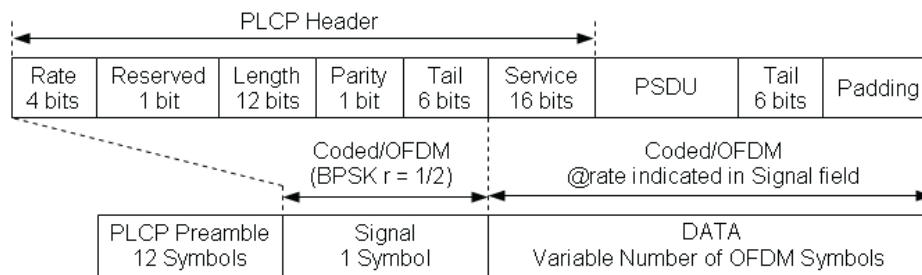 PLCP Header
Rate
4 bits
Reserved
1 bit
Length
12 bits
Parity
1 bit
Tail
6 bits
Service
16 bits
PSDU
Tail
6 bits
Padding
Coded/OFDM
(BPSK r = 1/2)
Coded/OFDM
@rate indicated in Signal field
PLCP Preamble
12 Symbols
Signal
1 Symbol
DATA
Variable Number of OFDM Symbols